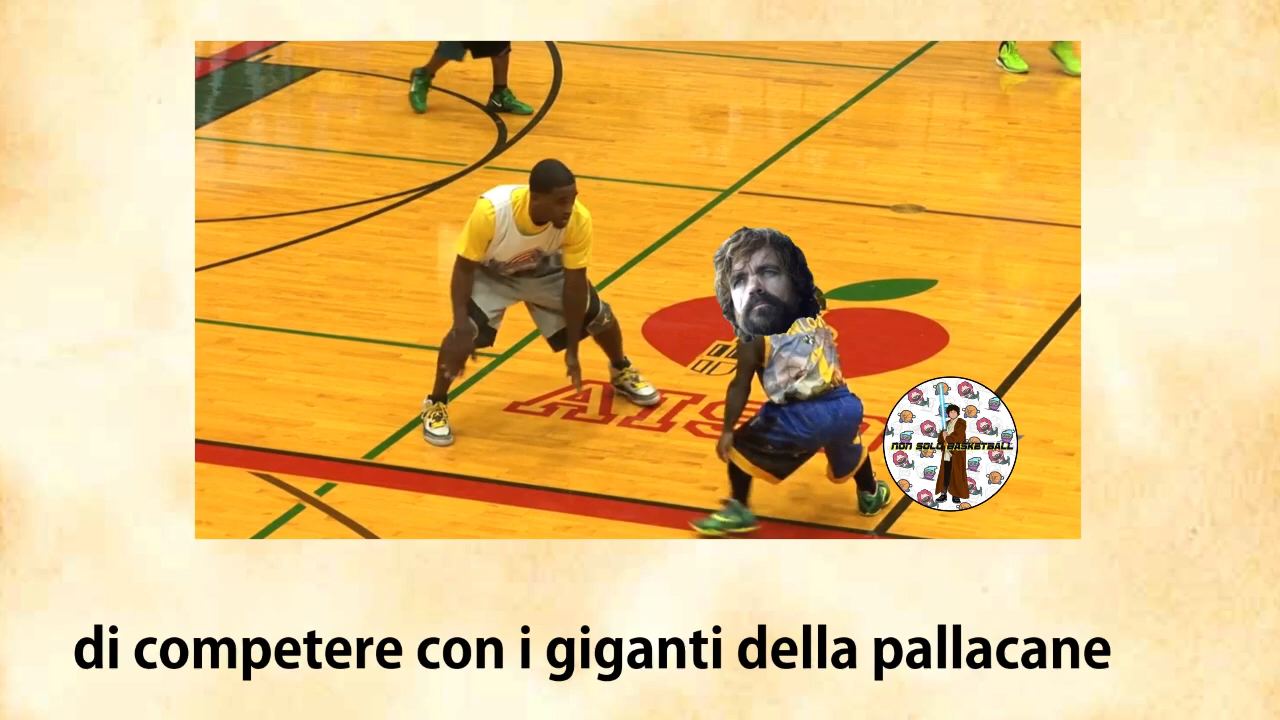 NON SOLO BASKETBALL
di competere con i giganti della pallacane